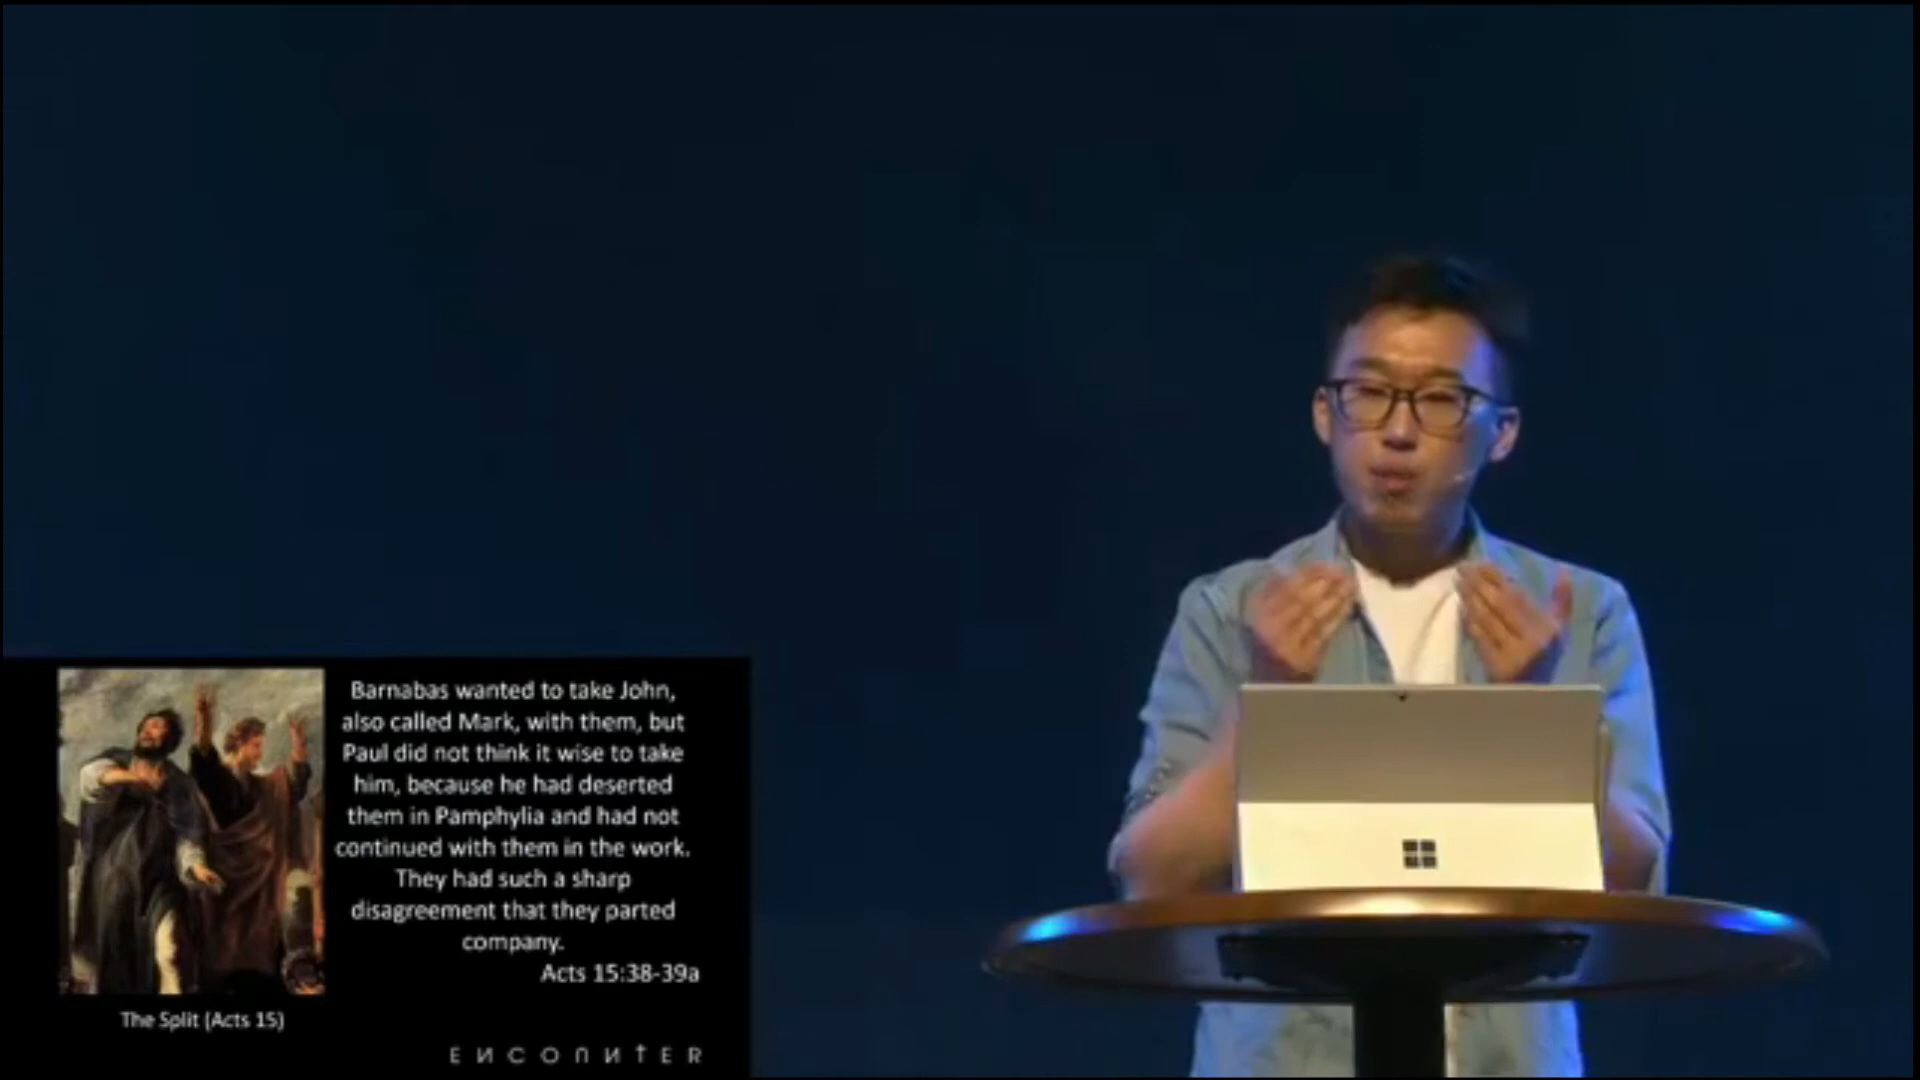 Barnabas wanted to take John,
also called Mark, with them, but
Paul did not think it wise to take
him, because he had deserted
them in Pamphylia and had not
continued with them in the work.
They had such a sharp
disagreement that they parted
company.
Acts 15:38-39a
The Split (Acts 15)
ENCOUNTER